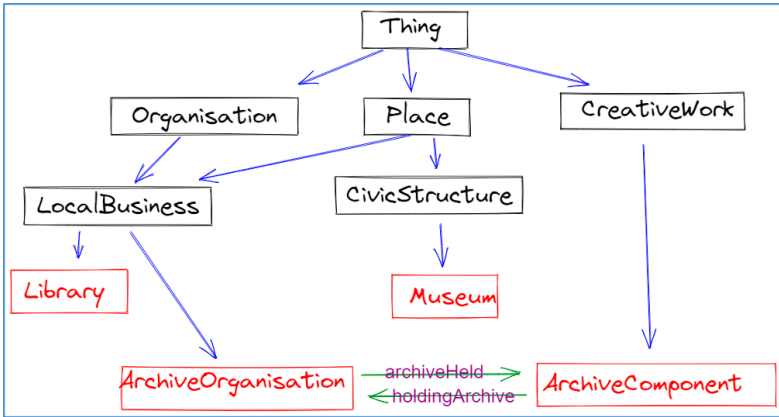 Thing
Organisation
Place
CreativeWork
LocalBusiness
CivicStructure
Library
Museum
ArchiveOrganisation
archiveHeld
holdingArchive
ArchiveComponent